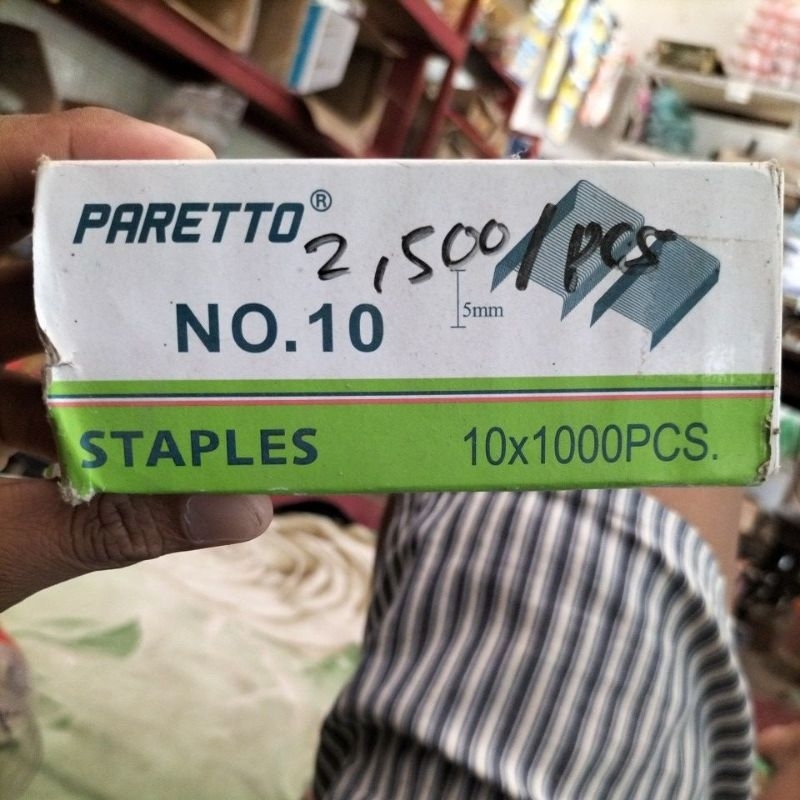 PARETTO®
2,500/pcs
NO.10
5mm
STAPLES
10x1000PCS.